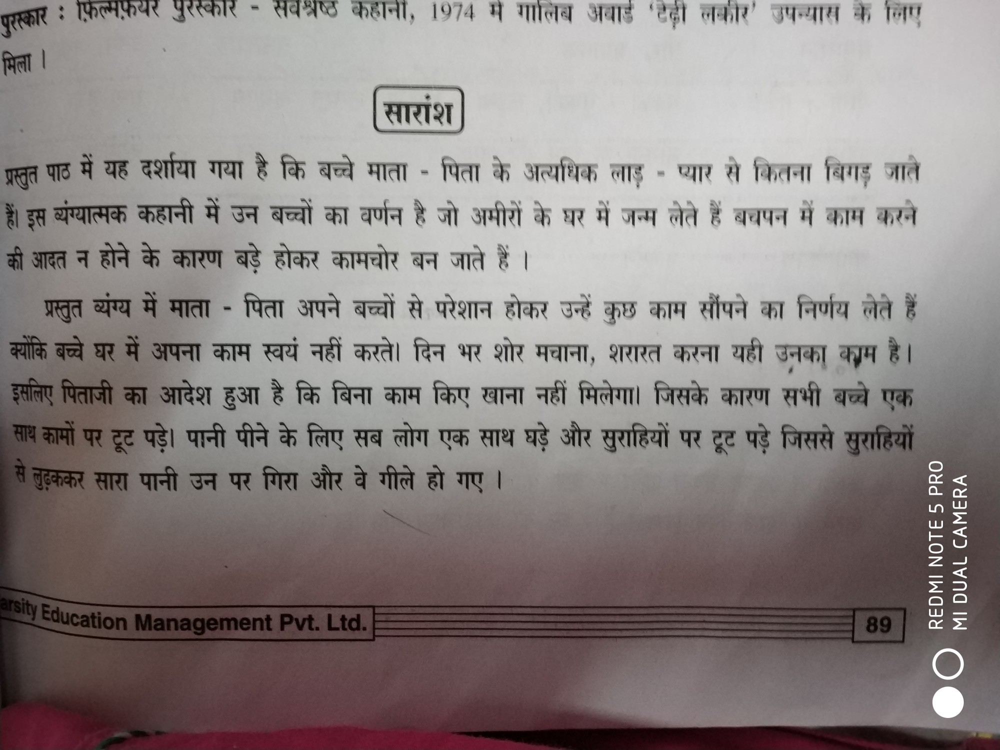 पुरस्कार : फ़िल्मफ़ेयर पुरस्कार - सर्वश्रेष्ठ कहानी, 1974 में गालिब अवार्ड ‘टेढ़ी लकीर’ उपन्यास के लिए
मिला ।
सारांश
प्रस्तुत पाठ में यह दर्शाया गया है कि बच्चे माता - पिता के अत्यधिक लाड़ - प्यार से कितना बिगड़ जाते
हैं। इस व्यंग्यात्मक कहानी में उन बच्चों का वर्णन है जो अमीरों के घर में जन्म लेते हैं बचपन में काम करने
की आदत न होने के कारण बड़े होकर कामचोर बन जाते हैं ।
प्रस्तुत व्यंग्य में माता - पिता अपने बच्चों से परेशान होकर उन्हें कुछ काम सौंपने का निर्णय लेते हैं
क्योंकि बच्चे घर में अपना काम स्वयं नहीं करते। दिन भर शोर मचाना, शरारत करना यही उनका काम है।
इसलिए पिताजी का आदेश हुआ है कि बिना काम किए खाना नहीं मिलेगा। जिसके कारण सभी बच्चे एक
साथ कामों पर टूट पड़े। पानी पीने के लिए सब लोग एक साथ घड़े और सुराहियों पर टूट पड़े जिससे सुराहियों
से लुढ़ककर सारा पानी उन पर गिरा और वे गीले हो गए ।
arsity Education Management Pvt. Ltd.
89
REDMI NOTE 5 PRO
MI DUAL CAMERA